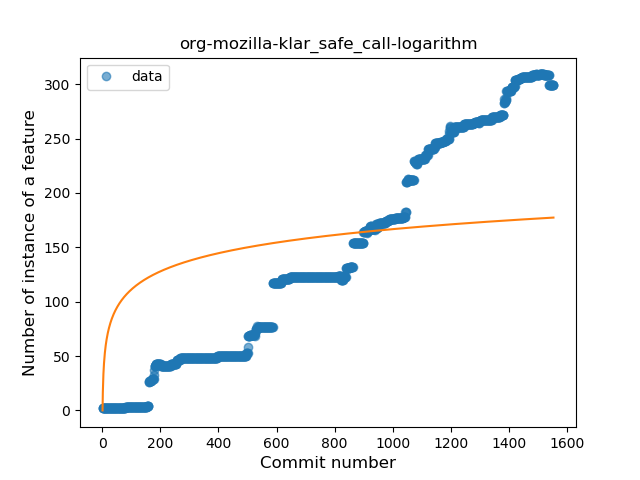 org-mozilla-klar_safe_call-logarithm
data
Number of instance of a feature
300
250
200
150
100
50
0
0 200 400 600 800 1000 1200 1400 1600
Commit number